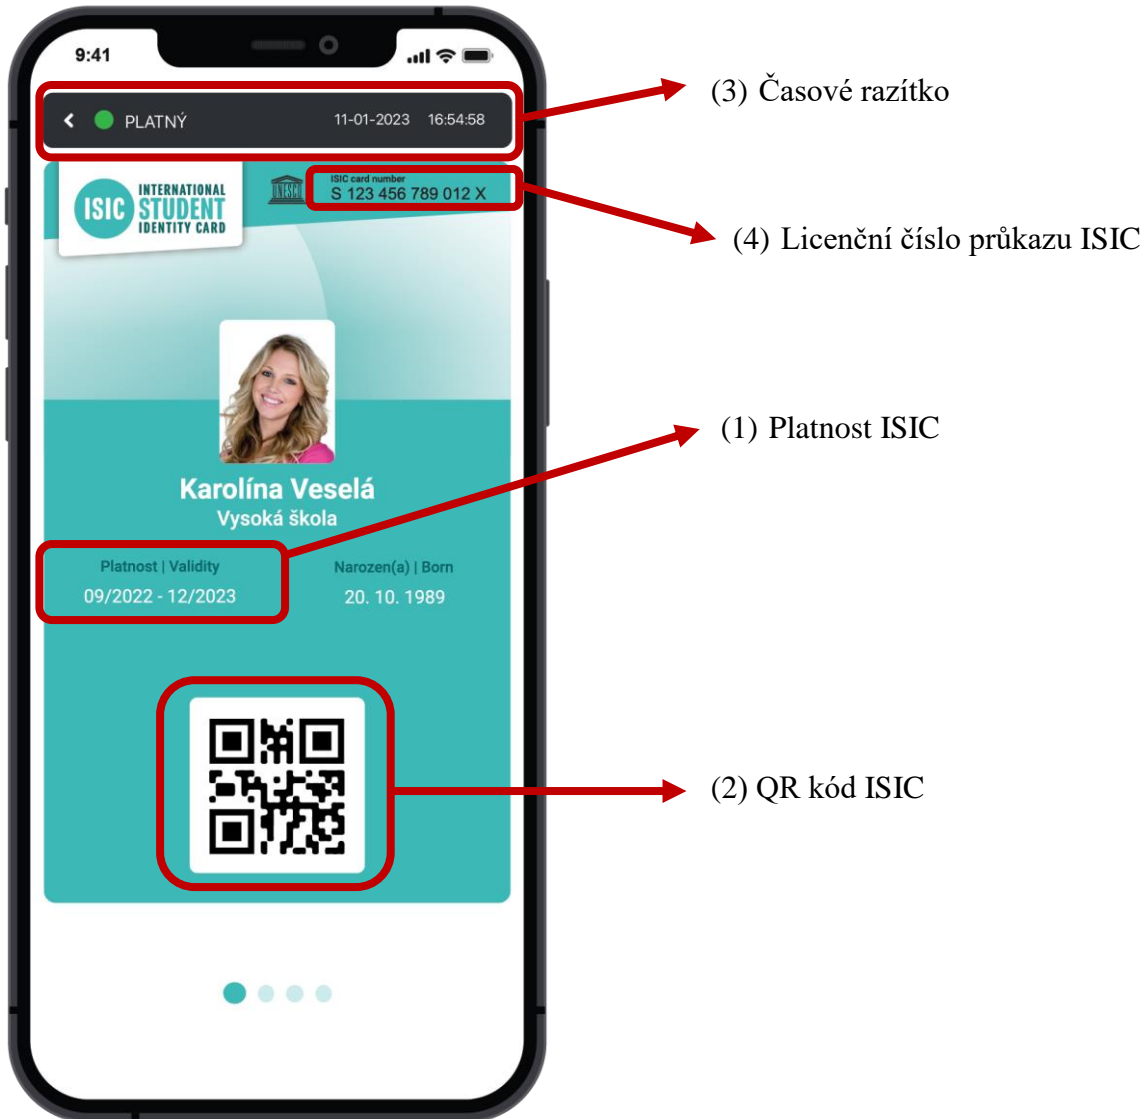 9:41
PLATNÝ 11-01-2023 16:54:58
(3) Časové razítko
ISIC INTERNATIONAL
STUDENT
IDENTITY CARD
UNESCO
ISIC card number
S 123 456 789 012 X
(4) Licenční číslo průkazu ISIC
(1) Platnost ISIC
Karolína Veselá
Vysoká škola
Platnost | Validity Narozen(a) | Born
09/2022 - 12/2023 20. 10. 1989
(2) QR kód ISIC